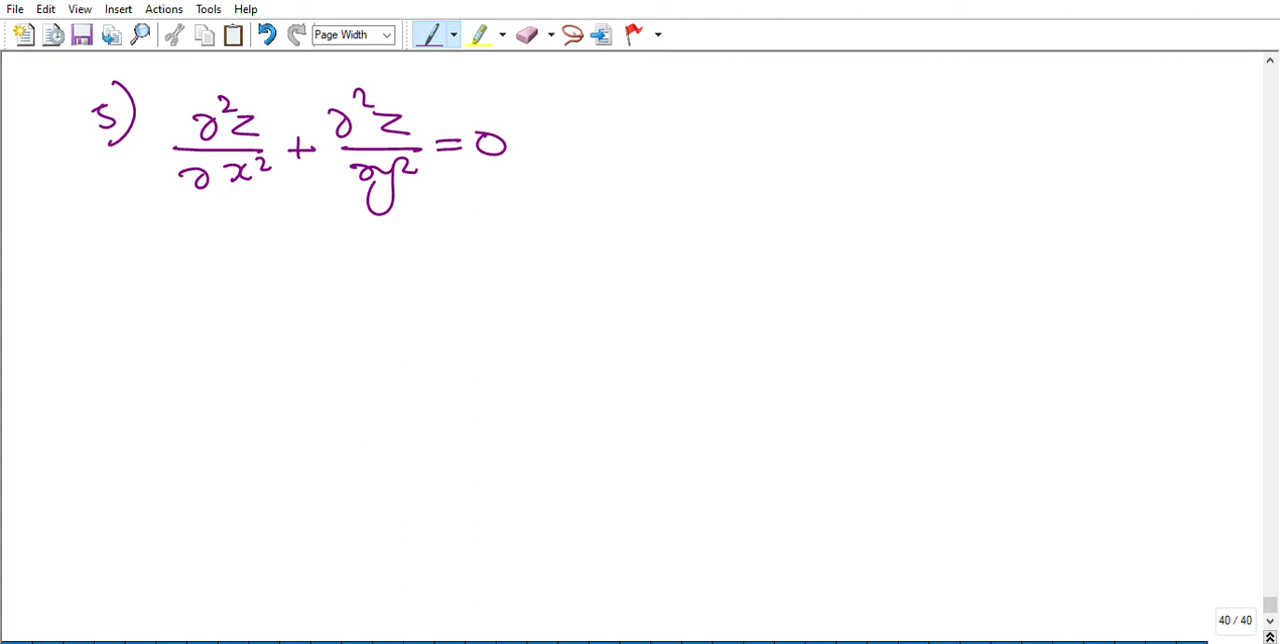 File Edit View Insert Actions Tools Help
Page Width
5) ∂²z/∂x² + ∂²z/∂y² = 0
40 / 40